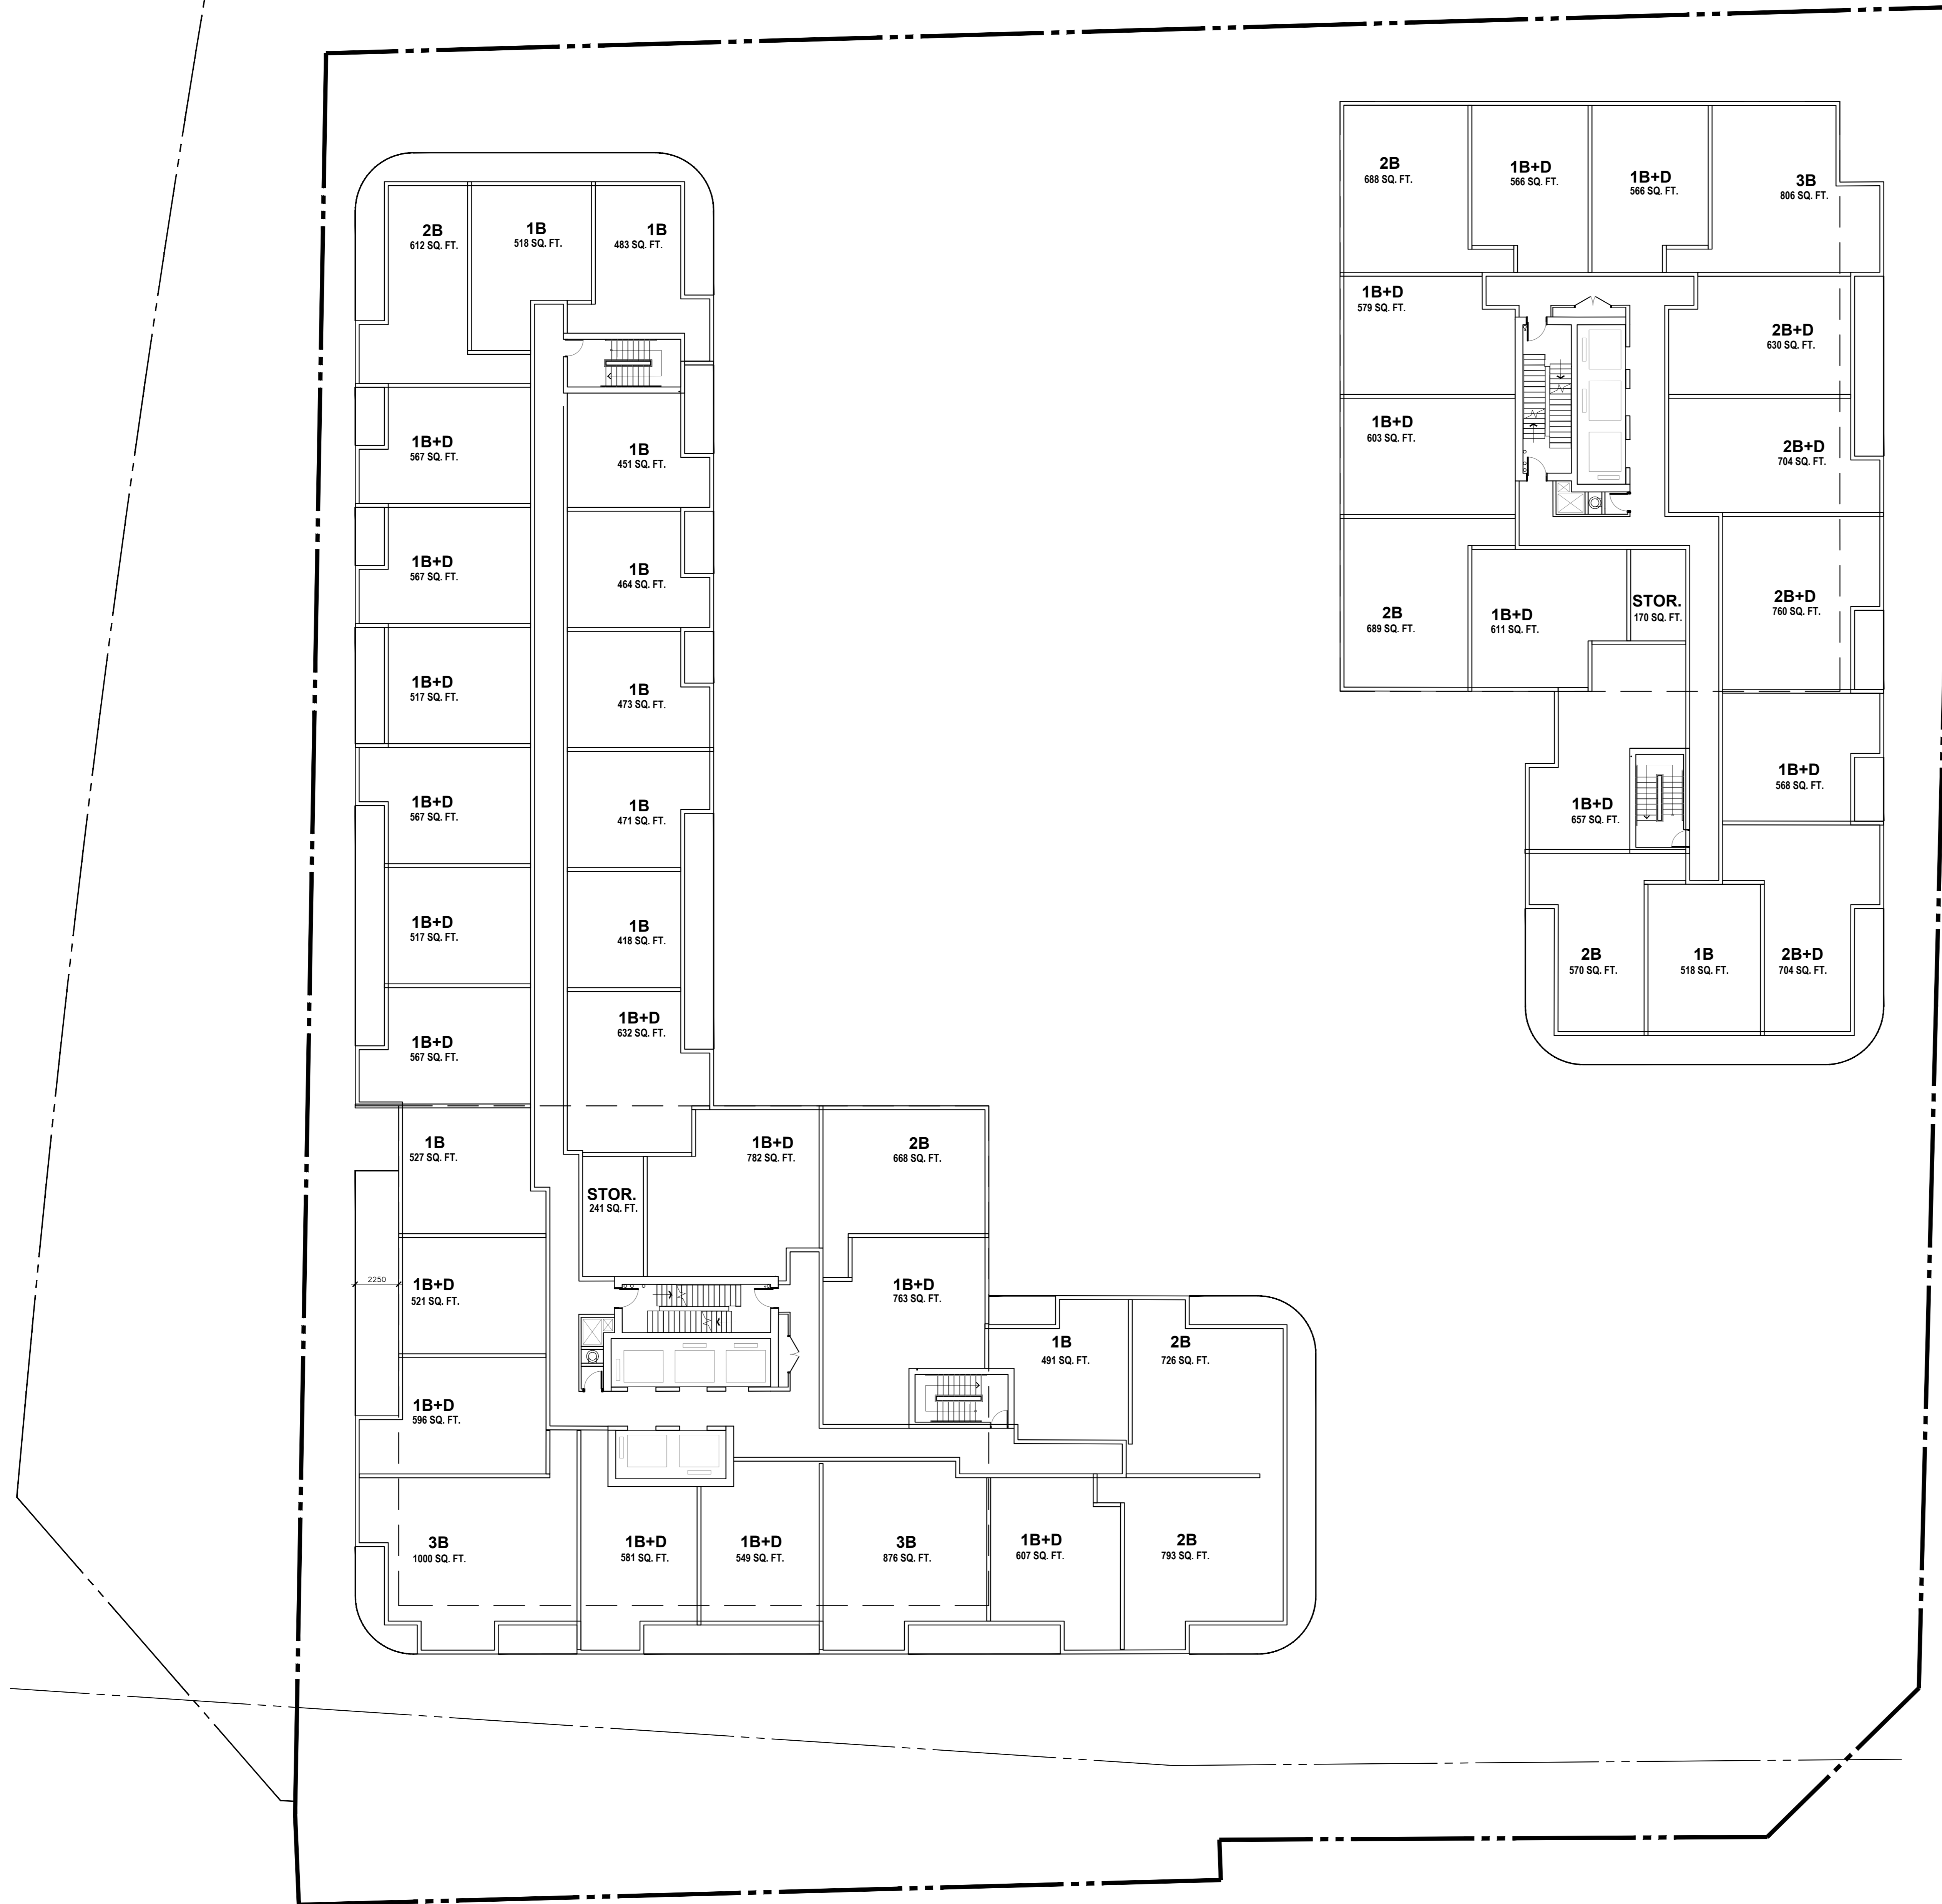 2B
612 SQ. FT.
1B
518 SQ. FT.
1B
483 SQ. FT.
1B+D
567 SQ. FT.
1B
451 SQ. FT.
1B+D
567 SQ. FT.
1B
464 SQ. FT.
1B+D
517 SQ. FT.
1B
473 SQ. FT.
1B+D
567 SQ. FT.
1B
471 SQ. FT.
1B+D
517 SQ. FT.
1B
418 SQ. FT.
1B+D
567 SQ. FT.
1B+D
632 SQ. FT.
1B
527 SQ. FT.
1B+D
782 SQ. FT.
2B
668 SQ. FT.
STOR.
241 SQ. FT.
2250
1B+D
521 SQ. FT.
1B+D
763 SQ. FT.
1B
491 SQ. FT.
2B
726 SQ. FT.
1B+D
596 SQ. FT.
3B
1000 SQ. FT.
1B+D
581 SQ. FT.
1B+D
549 SQ. FT.
3B
876 SQ. FT.
1B+D
607 SQ. FT.
2B
793 SQ. FT.
2B
688 SQ. FT.
1B+D
566 SQ. FT.
1B+D
566 SQ. FT.
3B
806 SQ. FT.
1B+D
579 SQ. FT.
2B+D
630 SQ. FT.
1B+D
603 SQ. FT.
2B+D
704 SQ. FT.
2B
689 SQ. FT.
1B+D
611 SQ. FT.
STOR.
170 SQ. FT.
2B+D
760 SQ. FT.
1B+D
657 SQ. FT.
1B+D
568 SQ. FT.
2B
570 SQ. FT.
1B
518 SQ. FT.
2B+D
704 SQ. FT.